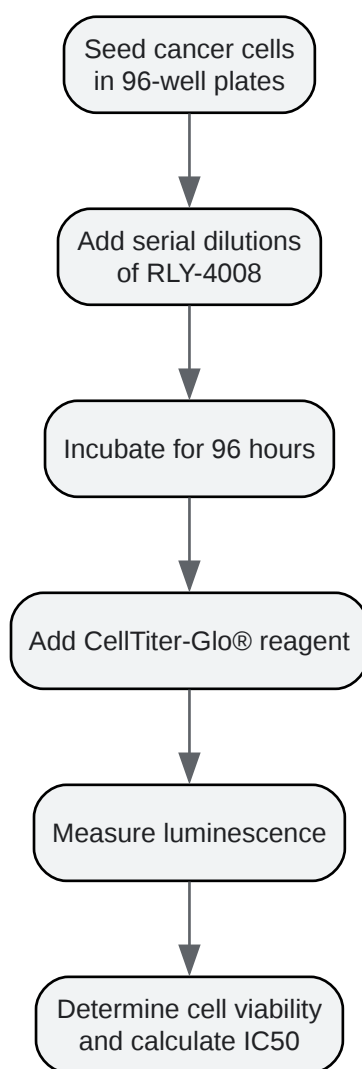 Seed cancer cells
in 96-well plates
Add serial dilutions
of RLY-4008
Incubate for 96 hours
Add CellTiter-Glo® reagent
Measure luminescence
Determine cell viability
and calculate IC50